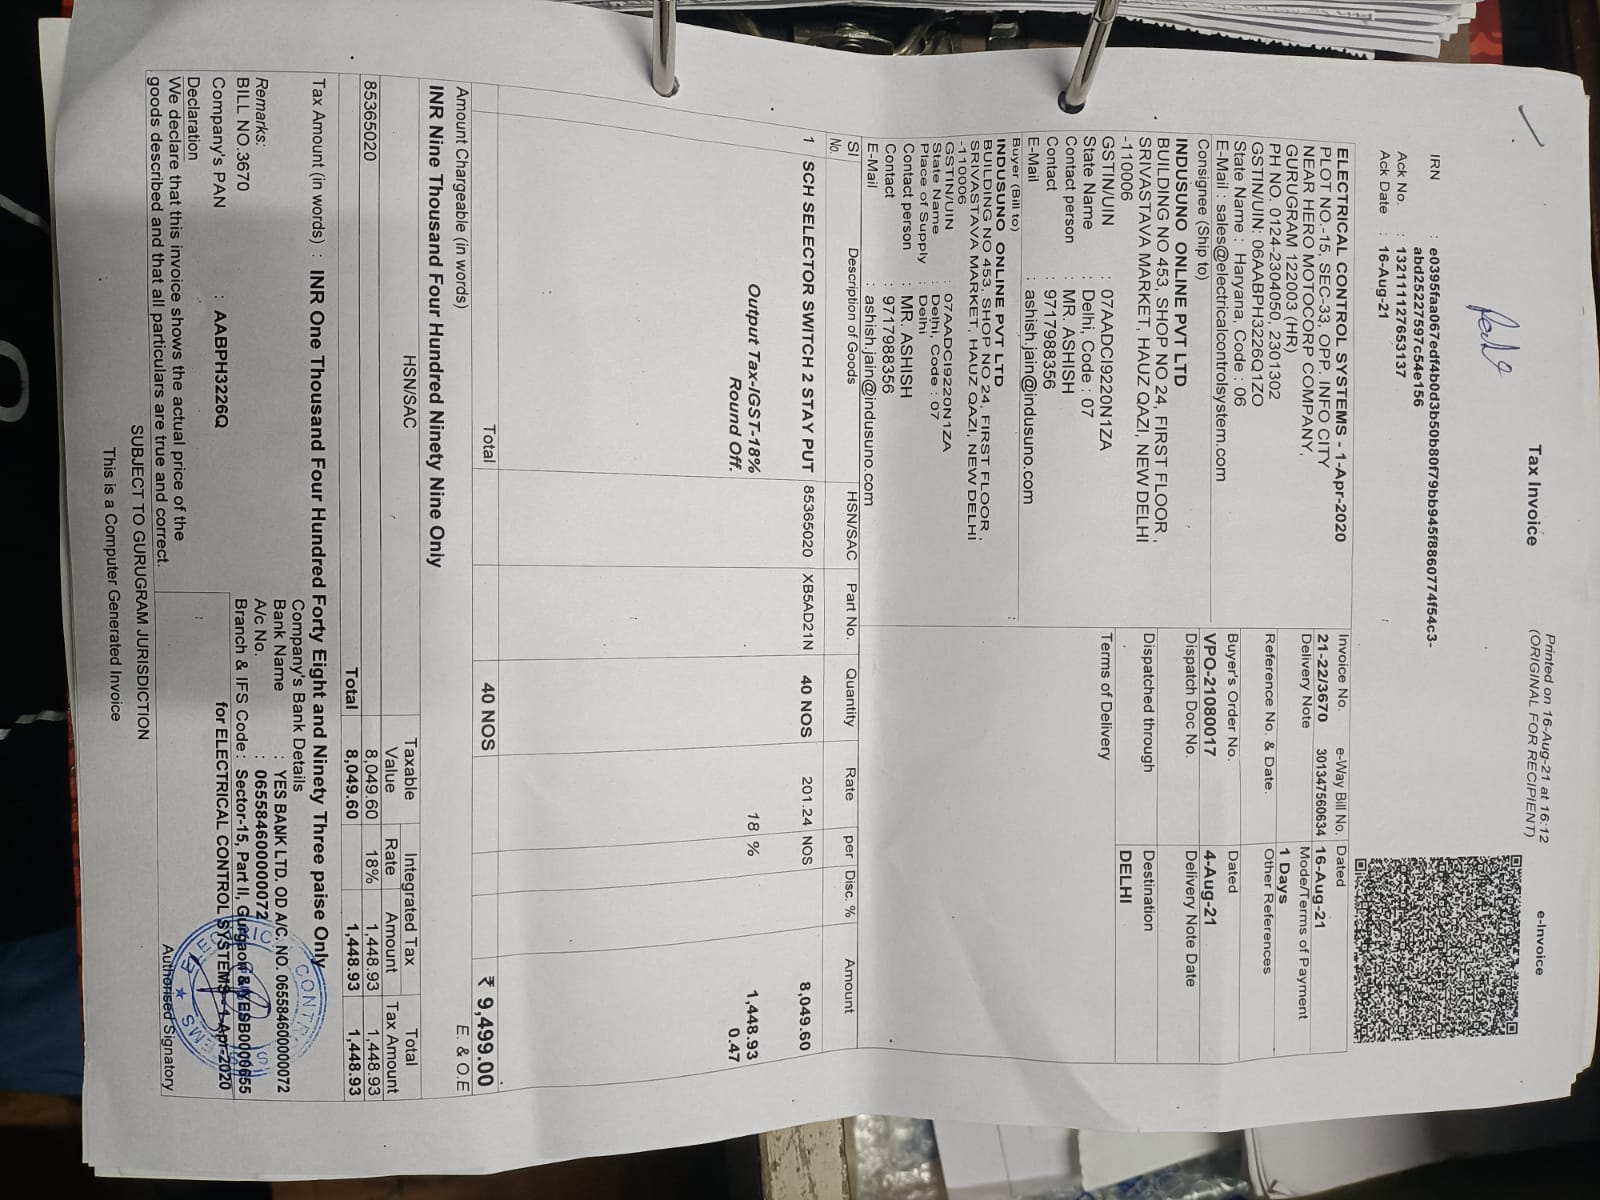 Tax Invoice
Printed on 16-Aug-21 at 16:12
(ORIGINAL FOR RECIPIENT)
e-Invoice
IRN : e0395faa067edf4b0d3b50b80f79bb945f8860774f54c3-
abd25227597c54e156
Ack No. : 132111127653137
Ack Date : 16-Aug-21
ELECTRICAL CONTROL SYSTEMS - 1-Apr-2020
PLOT NO.-15, SEC-33, OPP. INFO CITY
NEAR HERO MOTOCORP COMPANY,
GURUGRAM 122003 (HR)
PH NO. 0124-2304050, 2301302
GSTIN/UIN: 06AABPH3226Q1ZO
State Name : Haryana, Code : 06
E-Mail : sales@electricalcontrolsystem.com
Consignee (Ship to)
INDUSUNO ONLINE PVT LTD
BUILDING NO 453, SHOP NO 24, FIRST FLOOR,
SRIVASTAVA MARKET, HAUZ QAZI, NEW DELHI
-110006
GSTIN/UIN : 07AADCI9220N1ZA
State Name : Delhi, Code : 07
Contact person : MR. ASHISH
Contact : 9717988356
E-Mail : ashish.jain@indusuno.com
Buyer (Bill to)
INDUSUNO ONLINE PVT LTD
BUILDING NO 453, SHOP NO 24, FIRST FLOOR,
SRIVASTAVA MARKET, HAUZ QAZI, NEW DELHI
-110006
GSTIN/UIN : 07AADCI9220N1ZA
State Name : Delhi, Code : 07
Place of Supply : Delhi
Contact person : MR. ASHISH
Contact : 9717988356
E-Mail : ashish.jain@indusuno.com
Invoice No. e-Way Bill No. Dated
21-22/3670 301347560634 16-Aug-21
Delivery Note Mode/Terms of Payment
1 Days
Reference No. & Date. Other References
Buyer's Order No. Dated
VPO-21080017 4-Aug-21
Dispatch Doc No. Delivery Note Date
Dispatched through Destination
DELHI
Terms of Delivery
Sl No. Description of Goods HSN/SAC Part No. Quantity Rate per Disc. % Amount
1 SCH SELECTOR SWITCH 2 STAY PUT 85365020 XB5AD21N 40 NOS 201.24 NOS 8,049.60
Output Tax-IGST-18% 18 % 1,448.93
Round Off. 0.47
Total 40 NOS ₹ 9,499.00
Amount Chargeable (in words) E. & O.E
INR Nine Thousand Four Hundred Ninety Nine Only
HSN/SAC Taxable Value Integrated Tax Rate Amount Total Tax Amount
85365020 8,049.60 18% 1,448.93 1,448.93
Total 8,049.60 1,448.93 1,448.93
Tax Amount (in words) : INR One Thousand Four Hundred Forty Eight and Ninety Three paise Only
Company's Bank Details
Bank Name : YES BANK LTD. OD A/C. NO. 065584600000072
A/c No. : 065584600000072
Branch & IFS Code : Sector-15, Part II, Gurgaon & YESB0000655
Remarks:
BILL NO.3670
Company's PAN : AABPH3226Q
Declaration
We declare that this invoice shows the actual price of the
goods described and that all particulars are true and correct.
for ELECTRICAL CONTROL SYSTEMS - 1-Apr-2020
Authorised Signatory
SUBJECT TO GURUGRAM JURISDICTION
This is a Computer Generated Invoice